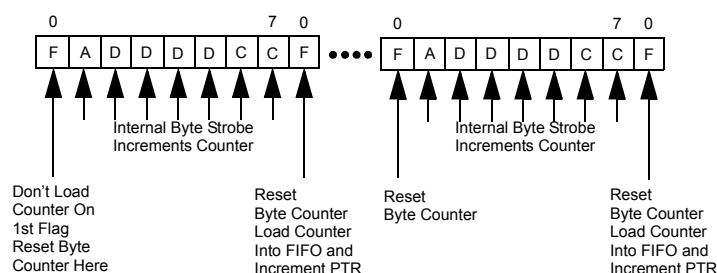 0 7 0 0 7 0
F A D D D D C C F F A D D D D C C F
Internal Byte Strobe
Increments Counter
Internal Byte Strobe
Increments Counter
Don't Load
Counter On
1st Flag
Reset Byte
Counter Here
Reset
Byte Counter
Load Counter
Into FIFO and
Increment PTR
Reset
Byte Counter
Reset
Byte Counter
Load Counter
Into FIFO and
Increment PTR